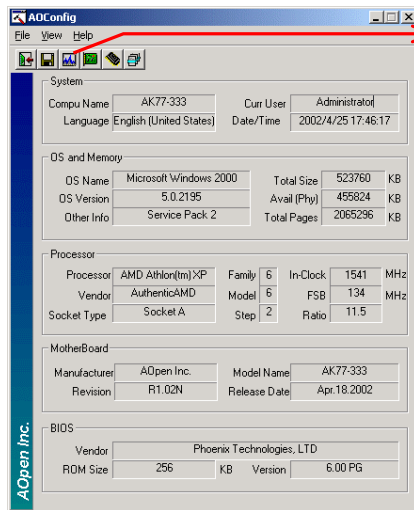 AOConfig
File View Help
System
Compu Name AK77-333 Curr User Administrator
Language English (United States) Date/Time 2002/4/25 17:46:17
OS and Memory
OS Name Microsoft Windows 2000 Total Size 523760 KB
OS Version 5.0.2195 Avail (Phy) 455824 KB
Other Info Service Pack 2 Total Pages 2065296 KB
Processor
Processor AMD Athlon(tm) XP Family 6 In-Clock 1541 MHz
Vendor AuthenticAMD Model 6 FSB 134 MHz
Socket Type Socket A Step 2 Ratio 11.5
MotherBoard
Manufacturer AOpen Inc. Model Name AK77-333
Revision R1.02N Release Date Apr.18.2002
BIOS
Vendor Phoenix Technologies, LTD
ROM Size 256 KB Version 6.00 PG
AOpen Inc.